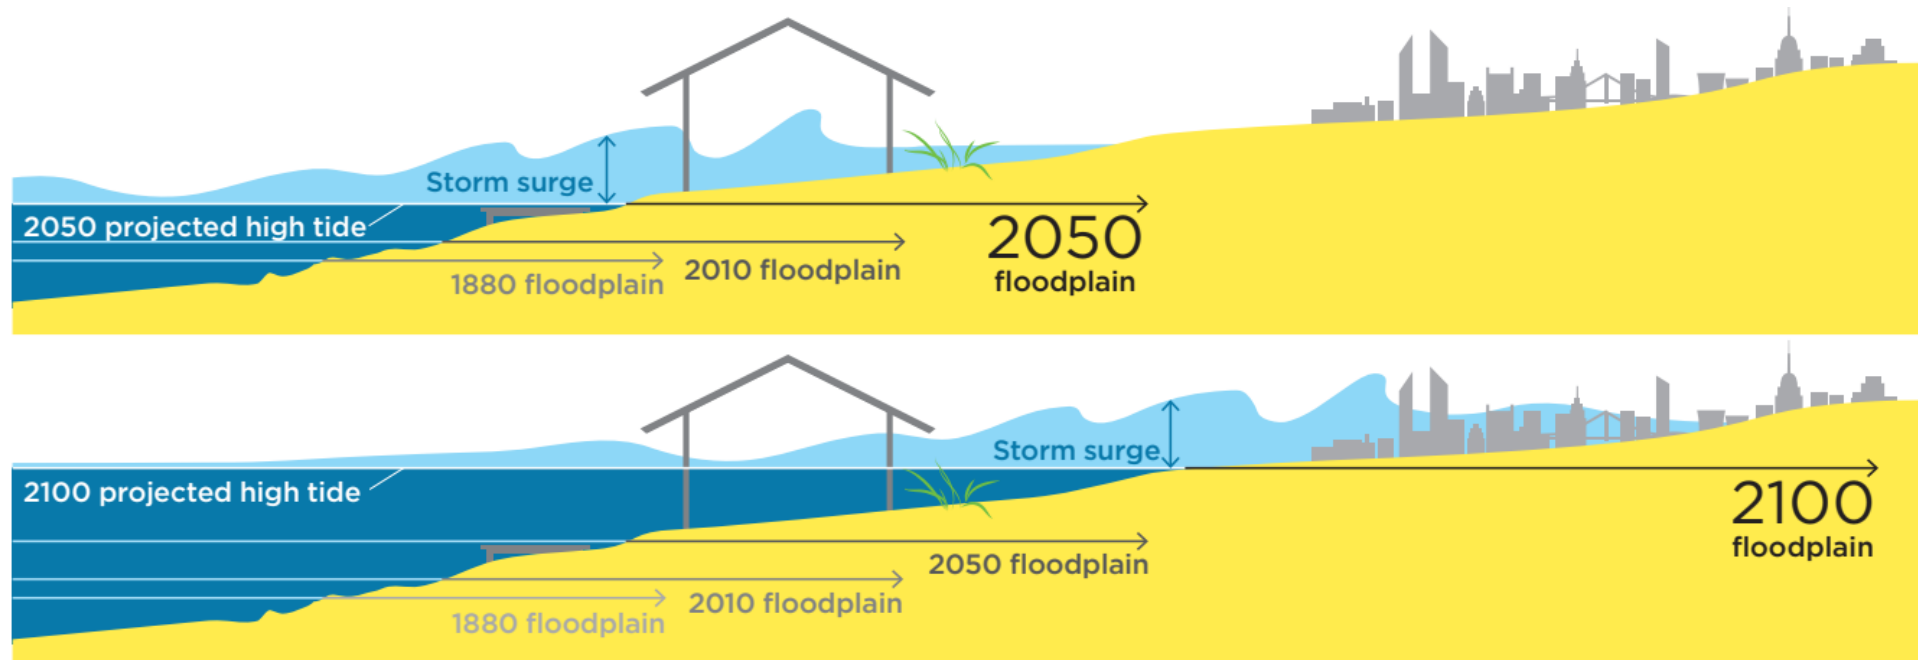 Storm surge
2050 projected high tide
1880 floodplain
2010 floodplain
2050
floodplain
Storm surge
2100 projected high tide
2100
floodplain
2050 floodplain
2010 floodplain
1880 floodplain